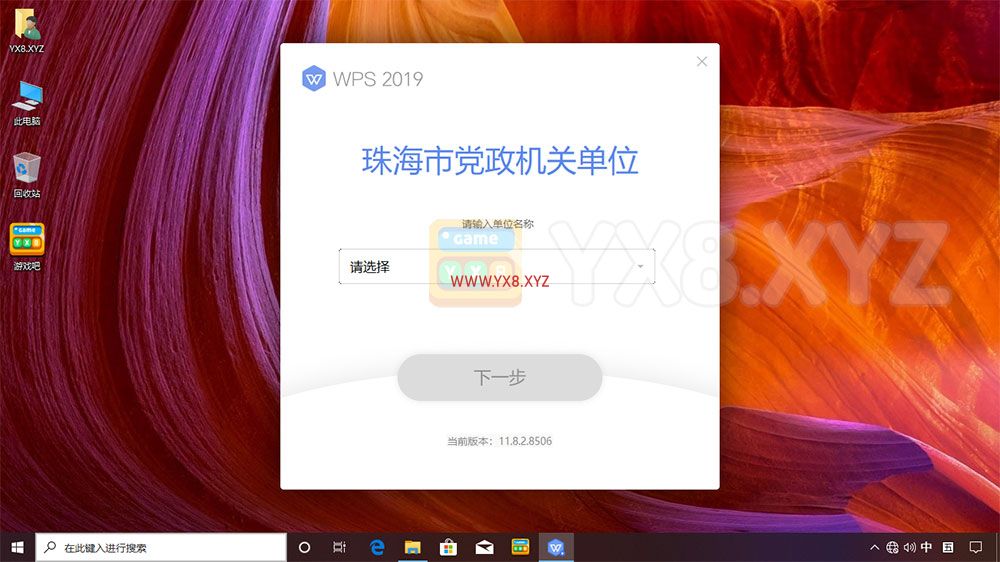 YX8.XYZ
此电脑
回收站
game
YX8
游戏吧
WPS 2019
珠海市党政机关单位
请输入单位名称
game
YX8
请选择
WWW.YX8.XYZ
YX8.XYZ
下一步
当前版本：11.8.2.8506
在此键入进行搜索
中
五